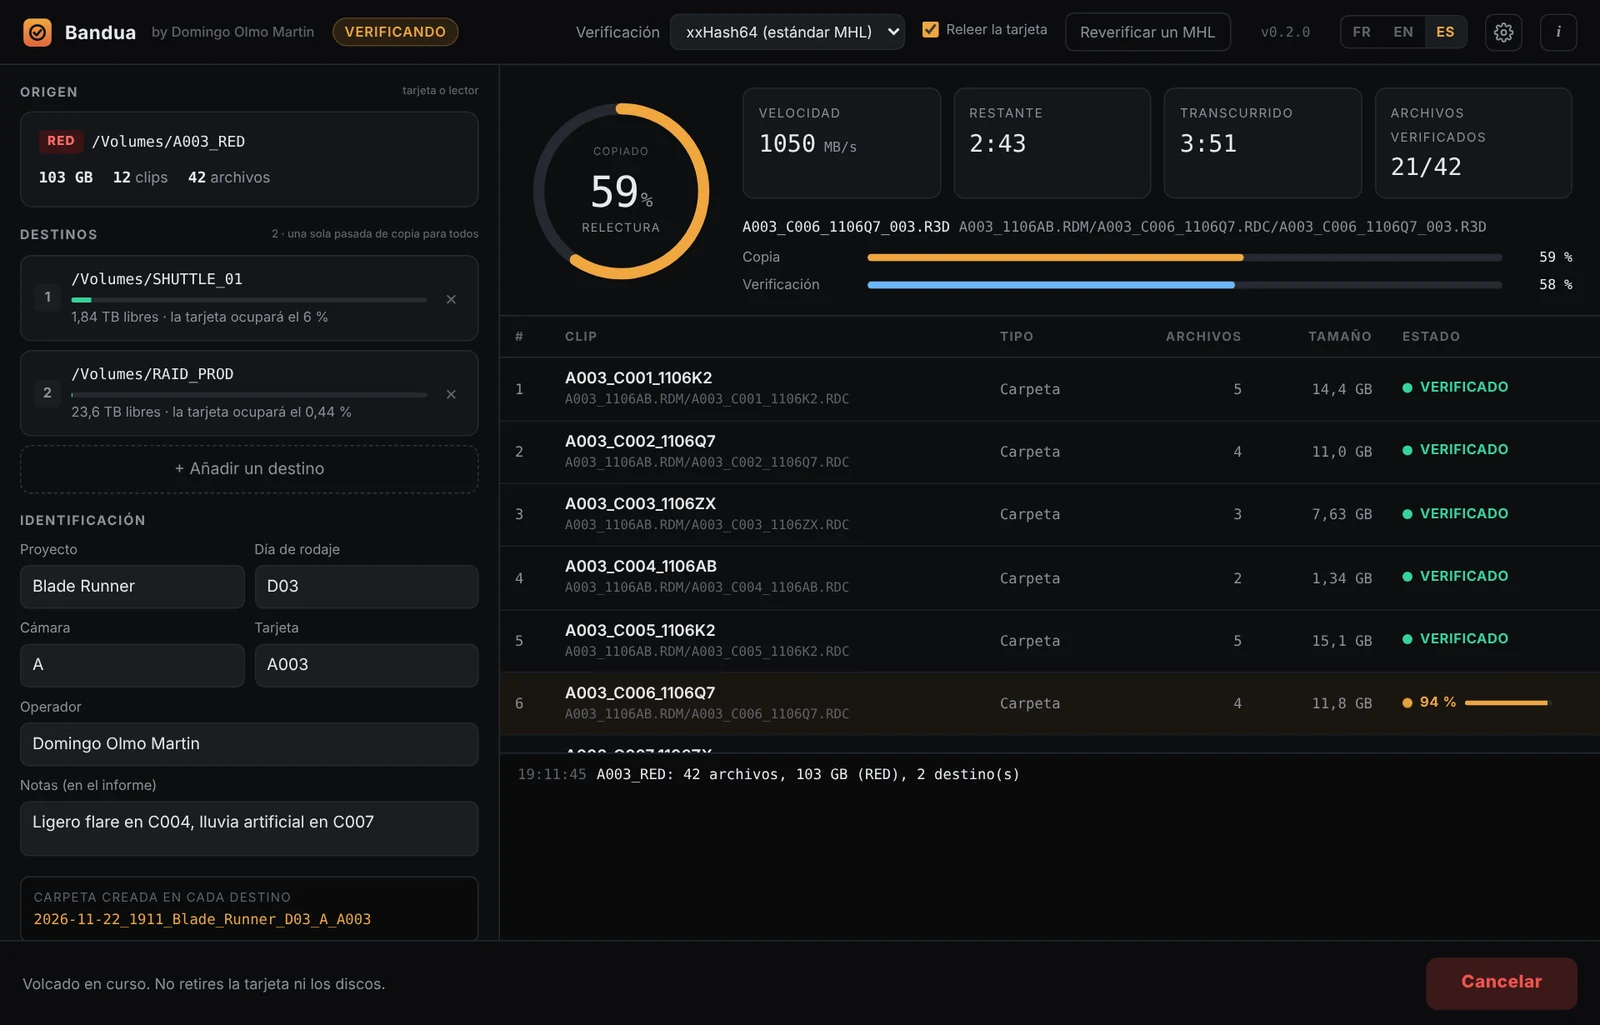 Bandua by Domingo Olmo Martin VERIFICANDO
Verificación xxHash64 (estándar MHL) Releer la tarjeta Reverificar un MHL v0.2.0 FR EN ES i
ORIGEN tarjeta o lector
RED /Volumes/A003_RED
103 GB 12 clips 42 archivos
DESTINOS 2 · una sola pasada de copia para todos
1 /Volumes/SHUTTLE_01
1,84 TB libres · la tarjeta ocupará el 6 %
2 /Volumes/RAID_PROD
23,6 TB libres · la tarjeta ocupará el 0,44 %
+ Añadir un destino
IDENTIFICACIÓN
Proyecto Día de rodaje
Blade Runner D03
Cámara Tarjeta
A A003
Operador
Domingo Olmo Martin
Notas (en el informe)
Ligero flare en C004, lluvia artificial en C007
CARPETA CREADA EN CADA DESTINO
2026-11-22_1911_Blade_Runner_D03_A_A003
COPIADO
59%
RELECTURA
VELOCIDAD
1050 MB/s
RESTANTE
2:43
TRANSCURRIDO
3:51
ARCHIVOS
VERIFICADOS
21/42
A003_C006_1106Q7_003.R3D A003_1106AB.RDM/A003_C006_1106Q7.RDC/A003_C006_1106Q7_003.R3D
Copia 59 %
Verificación 58 %
# CLIP TIPO ARCHIVOS TAMAÑO ESTADO
1 A003_C001_1106K2 Carpeta 5 14,4 GB VERIFICADO
A003_1106AB.RDM/A003_C001_1106K2.RDC
2 A003_C002_1106Q7 Carpeta 4 11,0 GB VERIFICADO
A003_1106AB.RDM/A003_C002_1106Q7.RDC
3 A003_C003_1106ZX Carpeta 3 7,63 GB VERIFICADO
A003_1106AB.RDM/A003_C003_1106ZX.RDC
4 A003_C004_1106AB Carpeta 2 1,34 GB VERIFICADO
A003_1106AB.RDM/A003_C004_1106AB.RDC
5 A003_C005_1106K2 Carpeta 5 15,1 GB VERIFICADO
A003_1106AB.RDM/A003_C005_1106K2.RDC
6 A003_C006_1106Q7 Carpeta 4 11,8 GB 94 %
A003_1106AB.RDM/A003_C006_1106Q7.RDC
19:11:45 A003_RED: 42 archivos, 103 GB (RED), 2 destino(s)
Volcado en curso. No retires la tarjeta ni los discos.
Cancelar